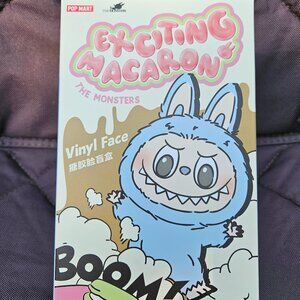 POP MART
EXCITING
MACARON
THE MONSTERS
Vinyl Face
搪胶脸盲盒
BOOM!